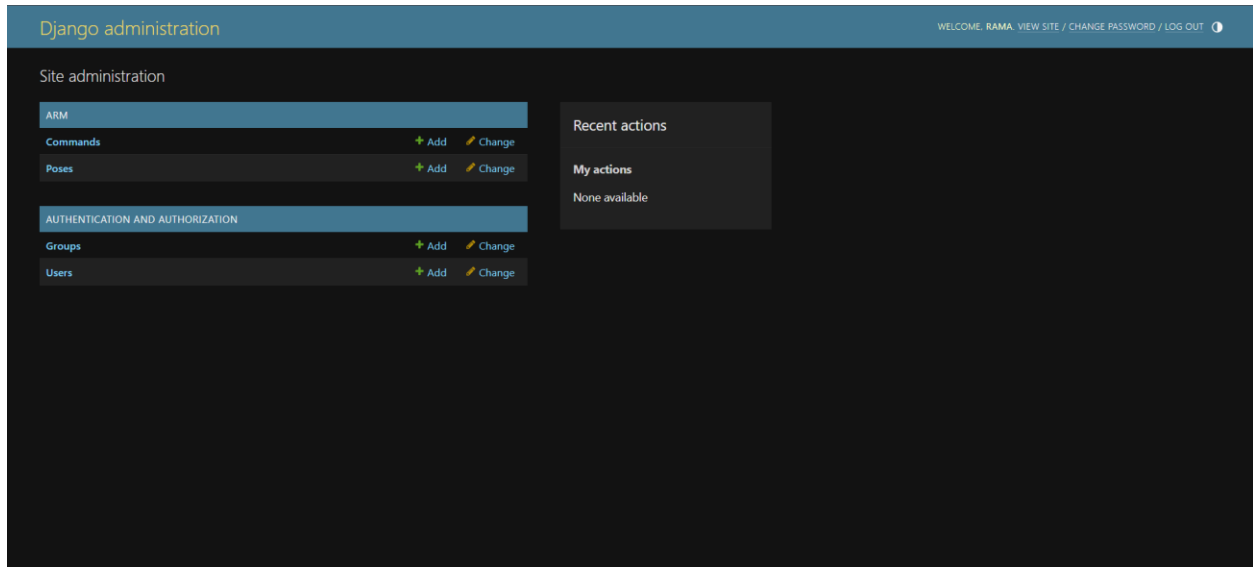 Django administration
WELCOME, RAMA. VIEW SITE / CHANGE PASSWORD / LOG OUT
Site administration
ARM
Commands + Add Change
Poses + Add Change
AUTHENTICATION AND AUTHORIZATION
Groups + Add Change
Users + Add Change
Recent actions
My actions
None available